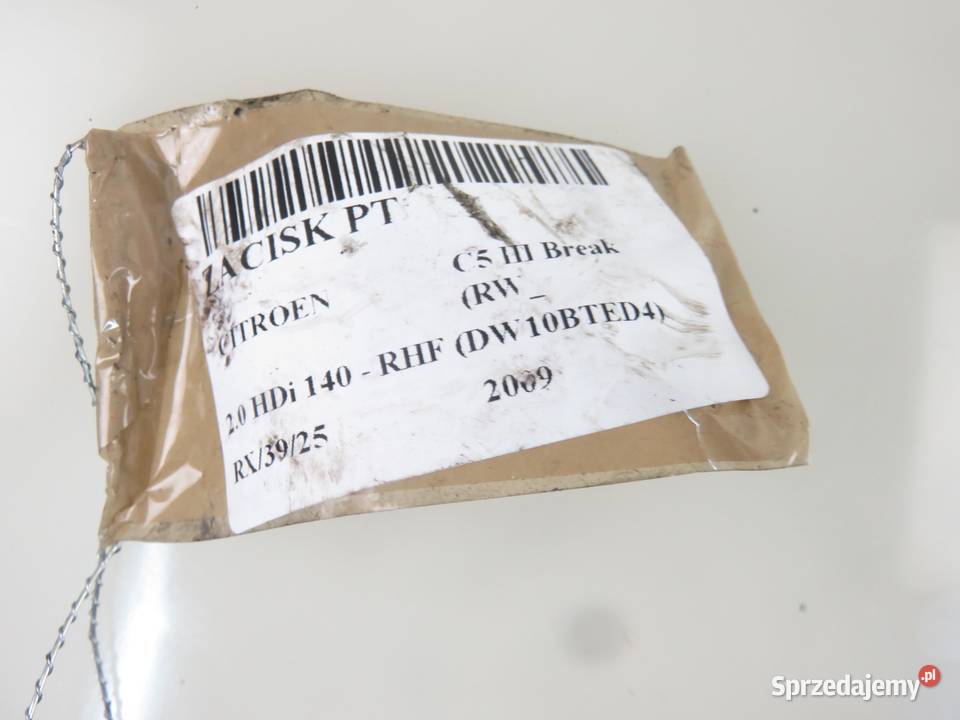 ZACISK PT
CITROEN C5 III Break
(RW_
2.0 HDi 140 - RHF (DW10BTED4)
RX/39/25 2009
Sprzedajemy.pl